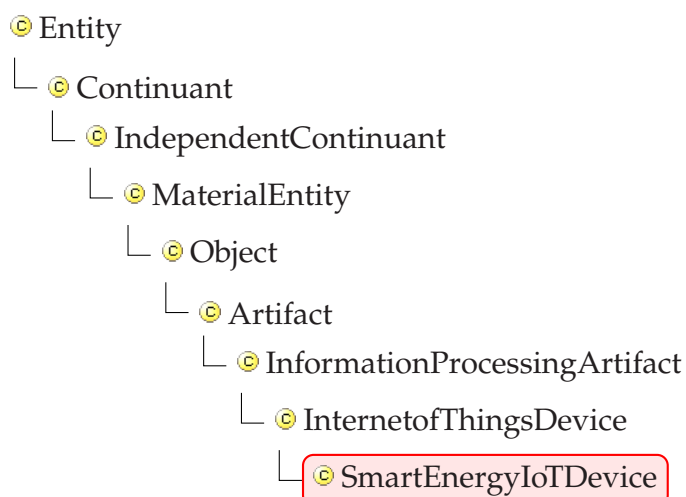 Entity
Continuant
IndependentContinuant
MaterialEntity
Object
Artifact
InformationProcessingArtifact
InternetofThingsDevice
SmartEnergyIoTDevice